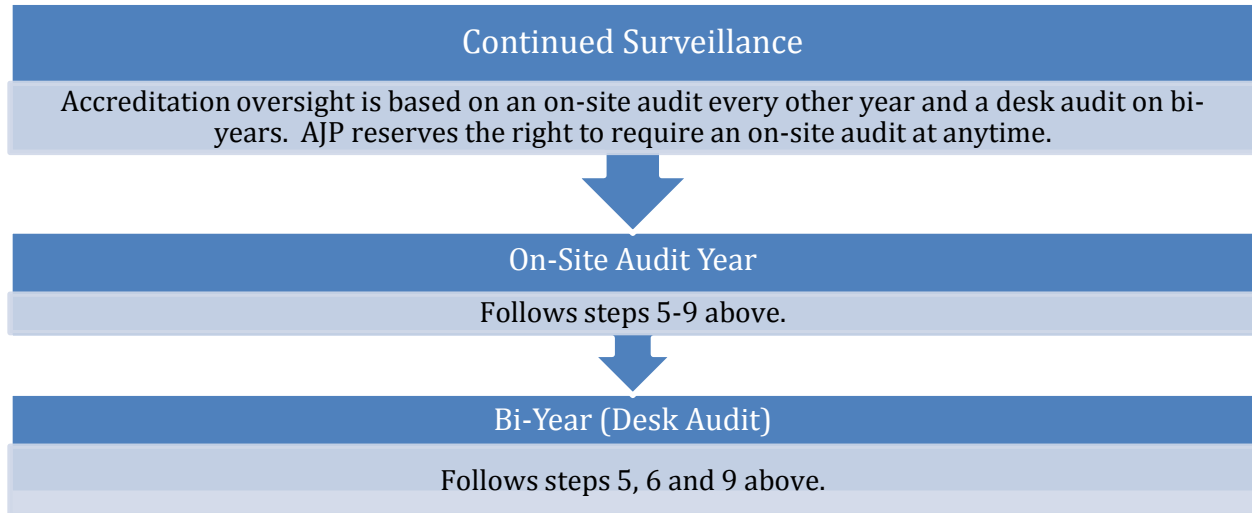 Continued Surveillance
Accreditation oversight is based on an on-site audit every other year and a desk audit on bi-
years.  AJP reserves the right to require an on-site audit at anytime.
On-Site Audit Year
Follows steps 5-9 above.
Bi-Year (Desk Audit)
Follows steps 5, 6 and 9 above.